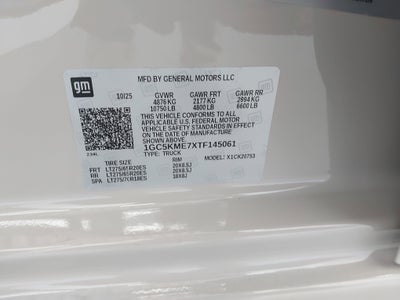 gm
MFD BY GENERAL MOTORS LLC
10/25 GVWR GAWR FRT GAWR RR
4876 KG 2177 KG 2994 KG
10750 LB 4800 LB 6600 LB
THIS VEHICLE CONFORMS TO ALL
APPLICABLE U.S. FEDERAL MOTOR
VEHICLE SAFETY STANDARDS IN EFFECT
ON THE DATE OF MANUFACTURE
SHOWN ABOVE.
1GC5KME7XTF145061
TYPE: TRUCK MODEL: X1CK20753
TIRE SIZE RIM
FRT LT275/65R20ES 20X8.5J
RR LT275/65R20ES 20X8.5J
SPA LT275/70R18ES 18X8J